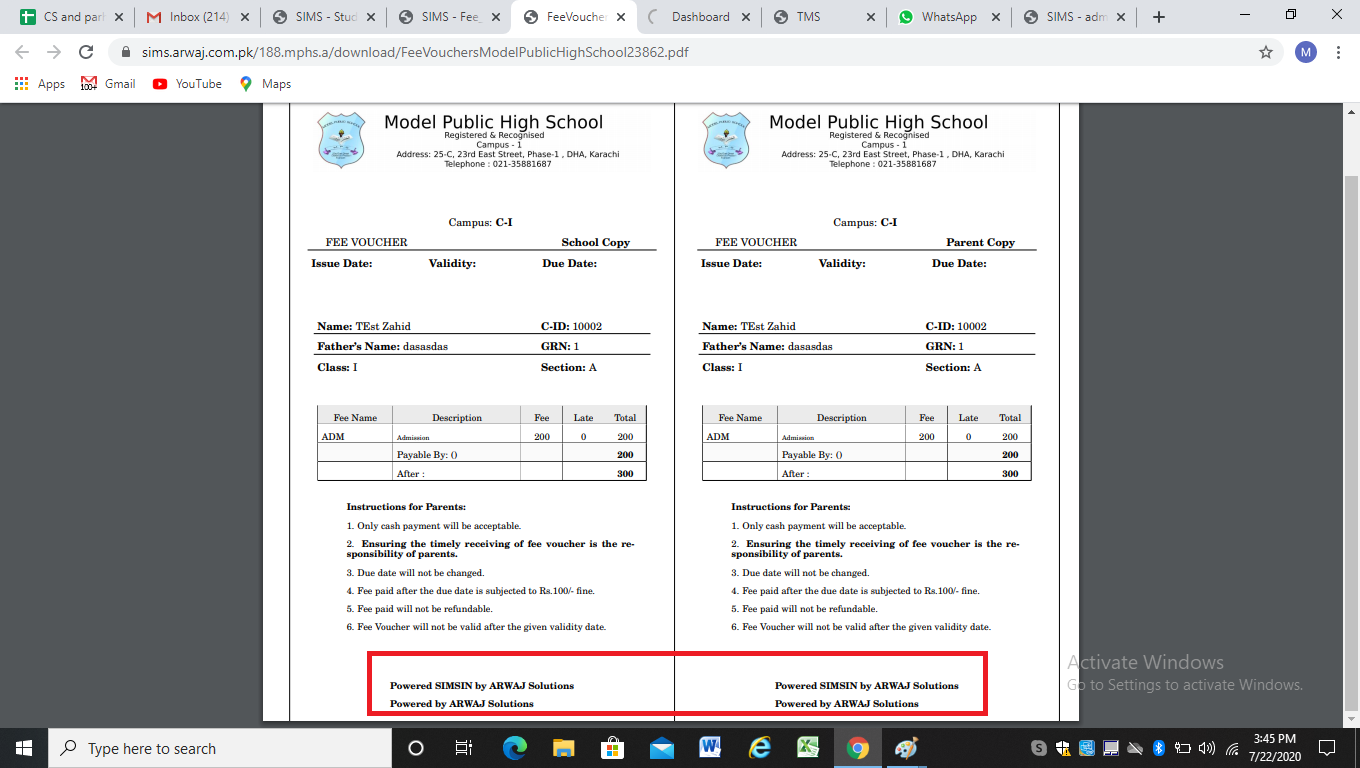 CS and parl
Inbox (214)
SIMS - Stud
SIMS - Fee_
FeeVoucher
Dashboard
TMS
WhatsApp
SIMS - adm
sims.arwaj.com.pk/188.mphs.a/download/FeeVouchersModelPublicHighSchool23862.pdf
M
Apps
100+
Gmail
YouTube
Maps
Model Public High School
Registered & Recognised
Campus - 1
Address: 25-C, 23rd East Street, Phase-1 , DHA, Karachi
Telephone : 021-35881687
Campus: C-I
FEE VOUCHER School Copy
Issue Date: Validity: Due Date:
Name: TEst Zahid C-ID: 10002
Father's Name: dasasdas GRN: 1
Class: I Section: A
Fee Name Description Fee Late Total
ADM Admission 200 0 200
Payable By: () 200
After : 300
Instructions for Parents:
1. Only cash payment will be acceptable.
2. Ensuring the timely receiving of fee voucher is the re-
sponsibility of parents.
3. Due date will not be changed.
4. Fee paid after the due date is subjected to Rs.100/- fine.
5. Fee paid will not be refundable.
6. Fee Voucher will not be valid after the given validity date.
Powered SIMSIN by ARWAJ Solutions
Powered by ARWAJ Solutions
Model Public High School
Registered & Recognised
Campus - 1
Address: 25-C, 23rd East Street, Phase-1 , DHA, Karachi
Telephone : 021-35881687
Campus: C-I
FEE VOUCHER Parent Copy
Issue Date: Validity: Due Date:
Name: TEst Zahid C-ID: 10002
Father's Name: dasasdas GRN: 1
Class: I Section: A
Fee Name Description Fee Late Total
ADM Admission 200 0 200
Payable By: () 200
After : 300
Instructions for Parents:
1. Only cash payment will be acceptable.
2. Ensuring the timely receiving of fee voucher is the re-
sponsibility of parents.
3. Due date will not be changed.
4. Fee paid after the due date is subjected to Rs.100/- fine.
5. Fee paid will not be refundable.
6. Fee Voucher will not be valid after the given validity date.
Powered SIMSIN by ARWAJ Solutions
Powered by ARWAJ Solutions
Activate Windows
Go to Settings to activate Windows.
Type here to search
3:45 PM
7/22/2020